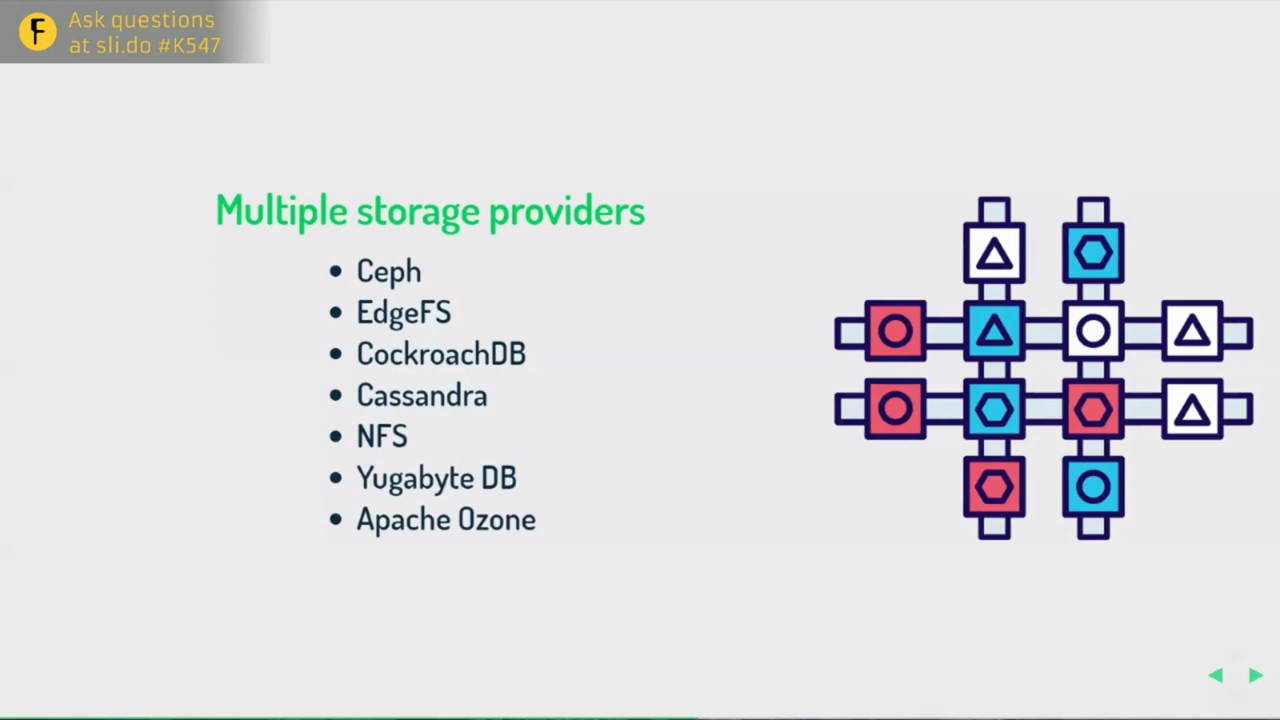 F
Ask questions
at sli.do #K547
Multiple storage providers
Ceph
EdgeFS
CockroachDB
Cassandra
NFS
Yugabyte DB
Apache Ozone